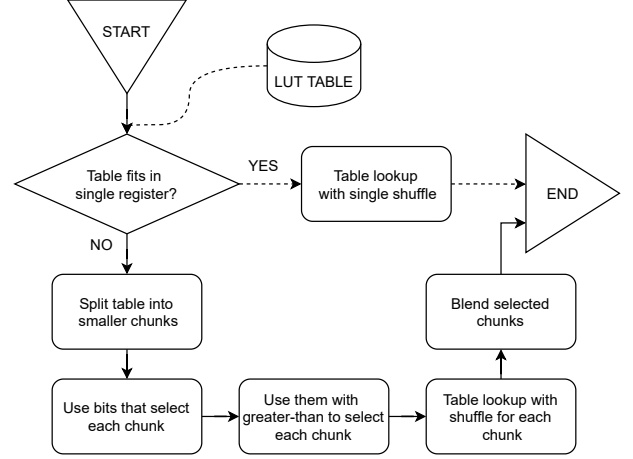 START
LUT TABLE
Table fits in
single register?
YES
Table lookup
with single shuffle
END
NO
Split table into
smaller chunks
Blend selected
chunks
Use bits that select
each chunk
Use them with
greater-than to select
each chunk
Table lookup with
shuffle for each
chunk